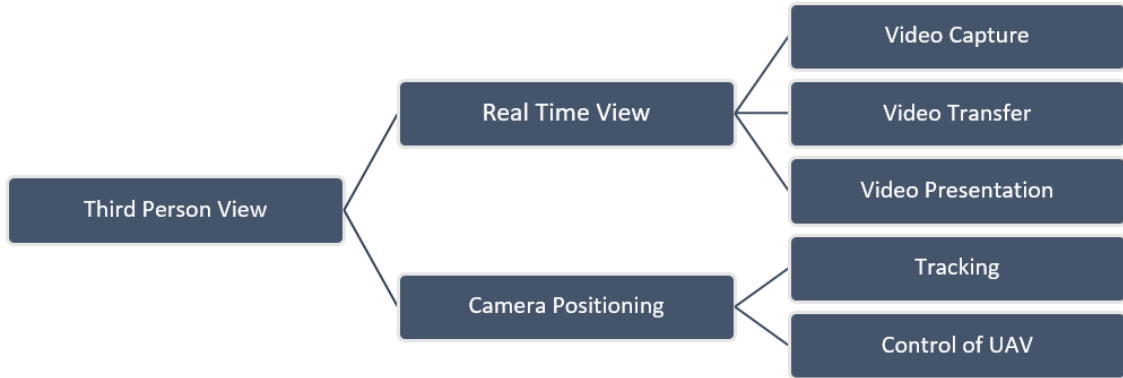 Third Person View
Real Time View
Video Capture
Video Transfer
Video Presentation
Camera Positioning
Tracking
Control of UAV